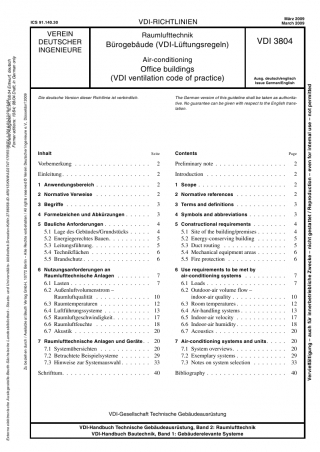 ICS 91.140.30
VDI-RICHTLINIEN
März 2009
March 2009
VEREIN
DEUTSCHER
INGENIEURE
Raumlufttechnik
Bürogebäude (VDI-Lüftungsregeln)
Air-conditioning
Office buildings
(VDI ventilation code of practice)
VDI 3804
Ausg. deutsch/englisch
Issue German/English
Die deutsche Version dieser Richtlinie ist verbindlich.
The German version of this guideline shall be taken as authorita-
tive. No guarantee can be given with respect to the English trans-
lation.
Inhalt Seite
Vorbemerkung 2
Einleitung 2
1 Anwendungsbereich 2
2 Normative Verweise 2
3 Begriffe 3
4 Formelzeichen und Abkürzungen 3
5 Bauliche Anforderungen 4
5.1 Lage des Gebäudes/Grundstücks 4
5.2 Energiegerechtes Bauen 5
5.3 Leitungsführung 5
5.4 Technikflächen 6
5.5 Brandschutz 6
6 Nutzungsanforderungen an
Raumlufttechnische Anlagen 7
6.1 Lasten 7
6.2 Außenluftvolumenstrom –
Raumluftqualität 10
6.3 Raumtemperaturen 12
6.4 Luftführungssysteme 13
6.5 Raumluftgeschwindigkeit 17
6.6 Raumluftfeuchte 18
6.7 Akustik 20
7 Raumlufttechnische Anlagen und Geräte 20
7.1 Systemübersichten 20
7.2 Betrachtete Beispielsysteme 29
7.3 Hinweise zur Systemauswahl 33
Schrifttum 40
Contents Page
Preliminary note 2
Introduction 2
1 Scope 2
2 Normative references 2
3 Terms and definitions 3
4 Symbols and abbreviations 3
5 Constructional requirements 4
5.1 Site of the building/premises 4
5.2 Energy-conserving building 5
5.3 Duct routing 5
5.4 Mechanical equipment areas 6
5.5 Fire protection 6
6 Use requirements to be met by
air-conditioning systems 7
6.1 Loads 7
6.2 Outdoor-air volume flow –
indoor-air quality 10
6.3 Room temperatures 12
6.4 Air-handling systems 13
6.5 Indoor-air velocity 17
6.6 Indoor-air humidity 18
6.7 Acoustics 20
7 Air-conditioning systems and units 20
7.1 System overviews 20
7.2 Exemplary systems 29
7.3 Notes on system selection 33
Bibliography 40
Vervielfältigung – auch für innerbetriebliche Zwecke – nicht gestattet / Reproduction – even for internal use – not permitted
VDI-Gesellschaft Technische Gebäudeausrüstung
VDI-Handbuch Technische Gebäudeausrüstung, Band 2: Raumlufttechnik
VDI-Handbuch Bautechnik, Band 1: Gebäuderelevante Systeme